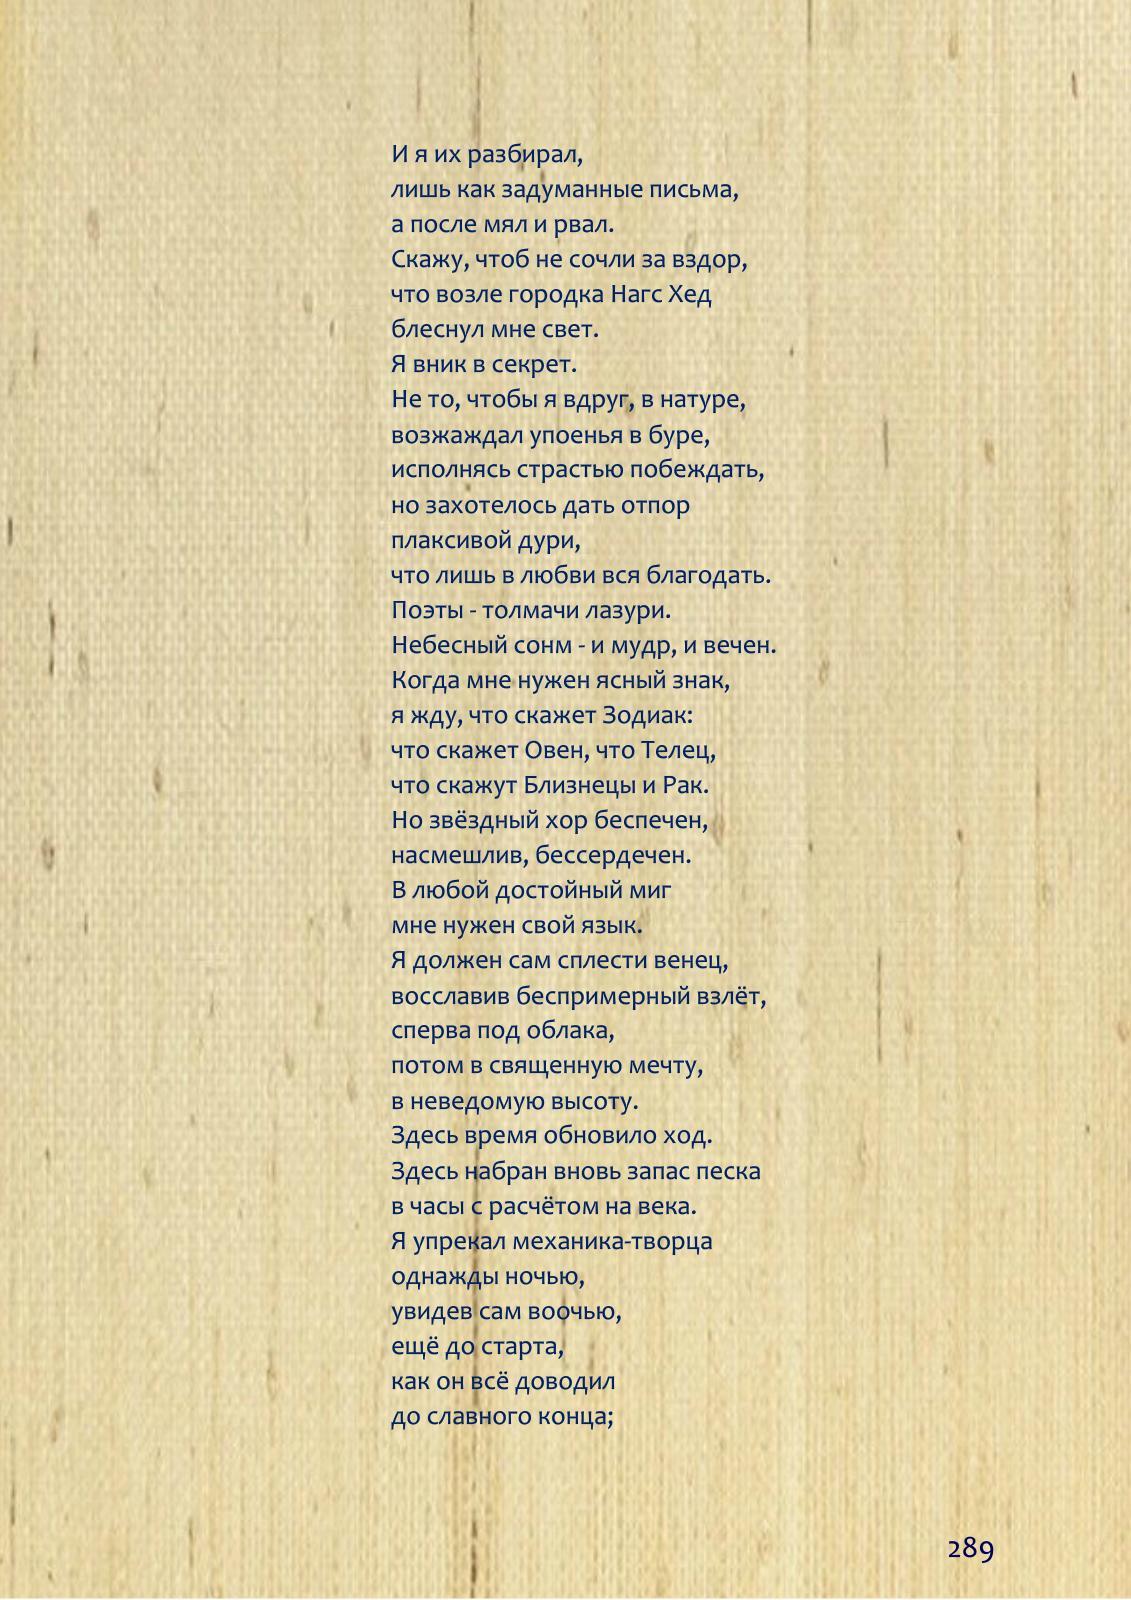 И я их разбирал,
лишь как задуманные письма,
а после мял и рвал.
Скажу, чтоб не сочли за вздор,
что возле городка Нагс Хед
блеснул мне свет.
Я вник в секрет.
Не то, чтобы я вдруг, в натуре,
возжаждал упоенья в буре,
исполнясь страстью побеждать,
но захотелось дать отпор
плаксивой дури,
что лишь в любви вся благодать.
Поэты - толмачи лазури.
Небесный сонм - и мудр, и вечен.
Когда мне нужен ясный знак,
я жду, что скажет Зодиак:
что скажет Овен, что Телец,
что скажут Близнецы и Рак.
Но звёздный хор беспечен,
насмешлив, бессердечен.
В любой достойный миг
мне нужен свой язык.
Я должен сам сплести венец,
восславив беспримерный взлёт,
сперва под облака,
потом в священную мечту,
в неведомую высоту.
Здесь время обновило ход.
Здесь набран вновь запас песка
в часы с расчётом на века.
Я упрекал механика-творца
однажды ночью,
увидев сам воочью,
ещё до старта,
как он всё доводил
до славного конца;
289